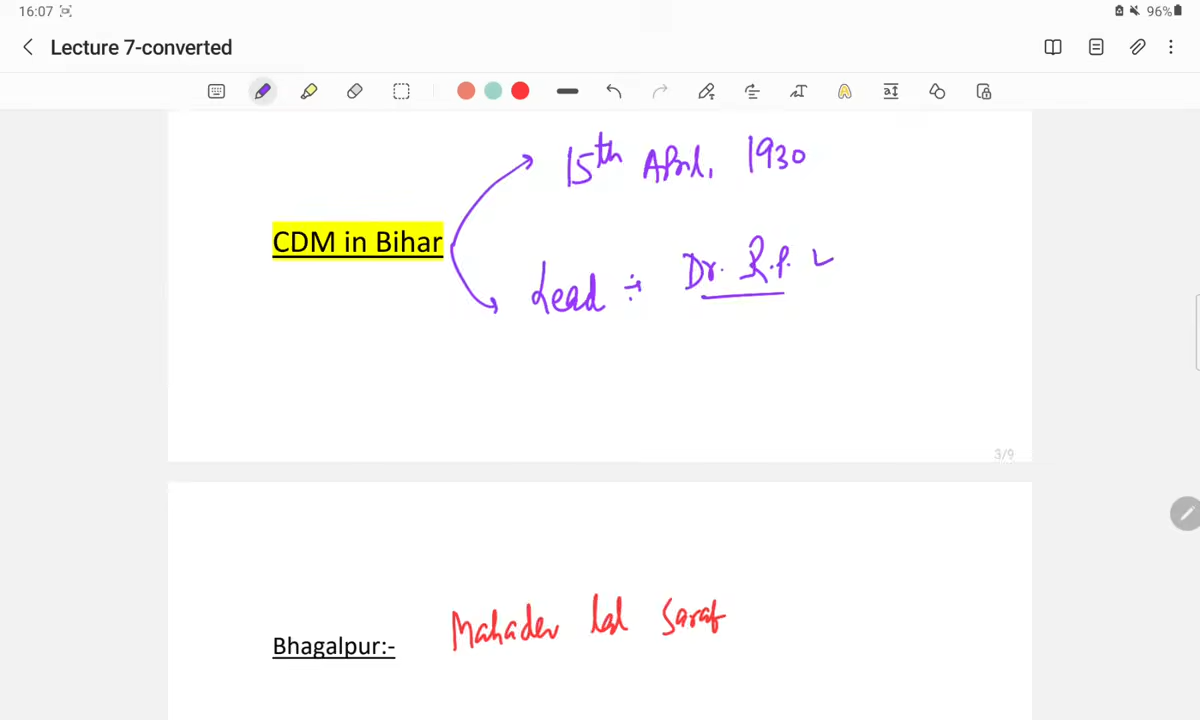 16:07 96%
Lecture 7-converted
15th April, 1930
CDM in Bihar
Lead :- Dr. R.P.
3/9
Bhagalpur:- Mahadev lal Saraf